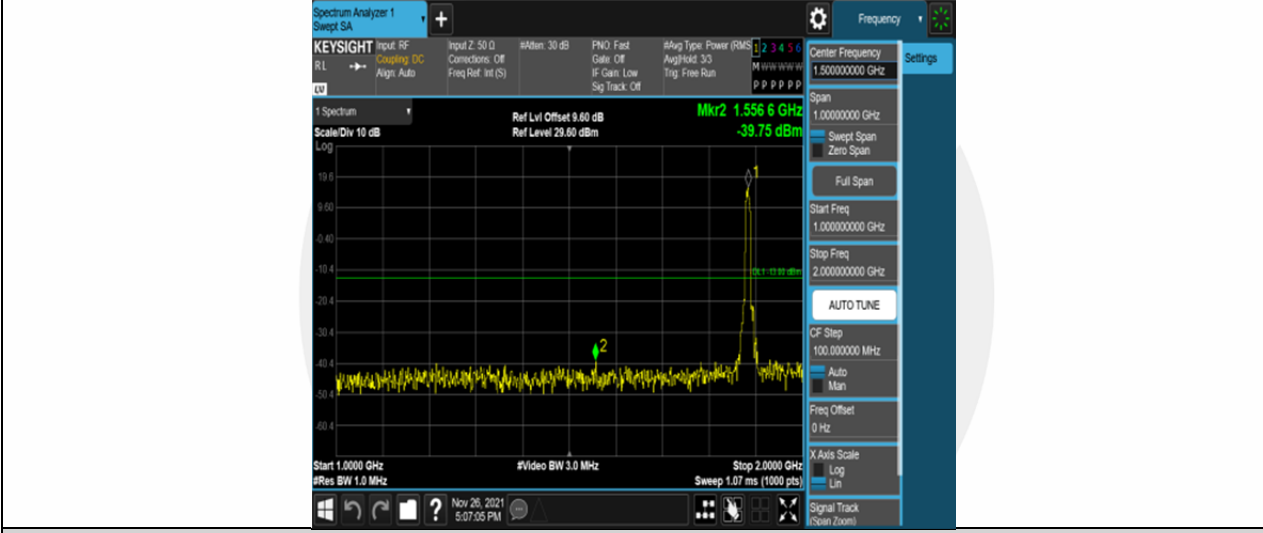 Spectrum Analyzer 1
Swept SA
+
Frequency
KEYSIGHT
Input: RF
Coupling: DC
Align: Auto
Input Z: 50 Ω
Corrections: Off
Freq Ref: Int (S)
#Atten: 30 dB
PNO: Fast
Gate: Off
IF Gain: Low
Sig Track: Off
#Avg Type: Power (RMS
Avg|Hold: 3/3
Trig: Free Run
1 2 3 4 5 6
M W W W W W
P P P P P P
RL
LXI
Center Frequency
1.500000000 GHz
Settings
Span
1.00000000 GHz
Swept Span
Zero Span
Full Span
Start Freq
1.000000000 GHz
Stop Freq
2.000000000 GHz
AUTO TUNE
CF Step
100.000000 MHz
Auto
Man
Freq Offset
0 Hz
X Axis Scale
Log
Lin
Signal Track
(Span Zoom)
1 Spectrum
Scale/Div 10 dB
Log
Ref Lvl Offset 9.60 dB
Ref Level 29.60 dBm
Mkr2 1.556 6 GHz
-39.75 dBm
19.6
9.60
-0.40
-10.4
-20.4
-30.4
-40.4
-50.4
-60.4
1
DL1 -13.00 dBm
2
Start 1.0000 GHz
#Res BW 1.0 MHz
#Video BW 3.0 MHz
Stop 2.0000 GHz
Sweep 1.07 ms (1000 pts)
?
Nov 26, 2021
5:07:05 PM